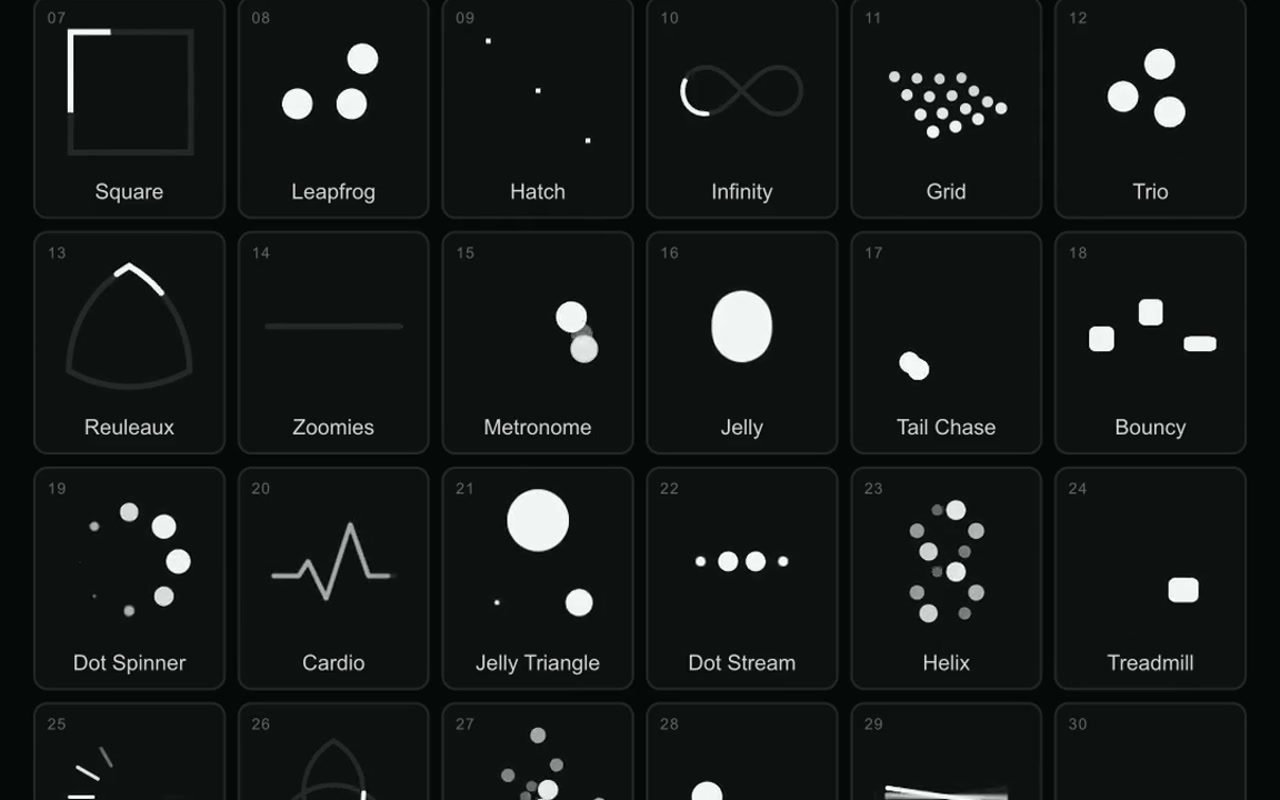 07
08
09
10
11
12
Square
Leapfrog
Hatch
Infinity
Grid
Trio
13
14
15
16
17
18
Reuleaux
Zoomies
Metronome
Jelly
Tail Chase
Bouncy
19
20
21
22
23
24
Dot Spinner
Cardio
Jelly Triangle
Dot Stream
Helix
Treadmill
25
26
27
28
29
30